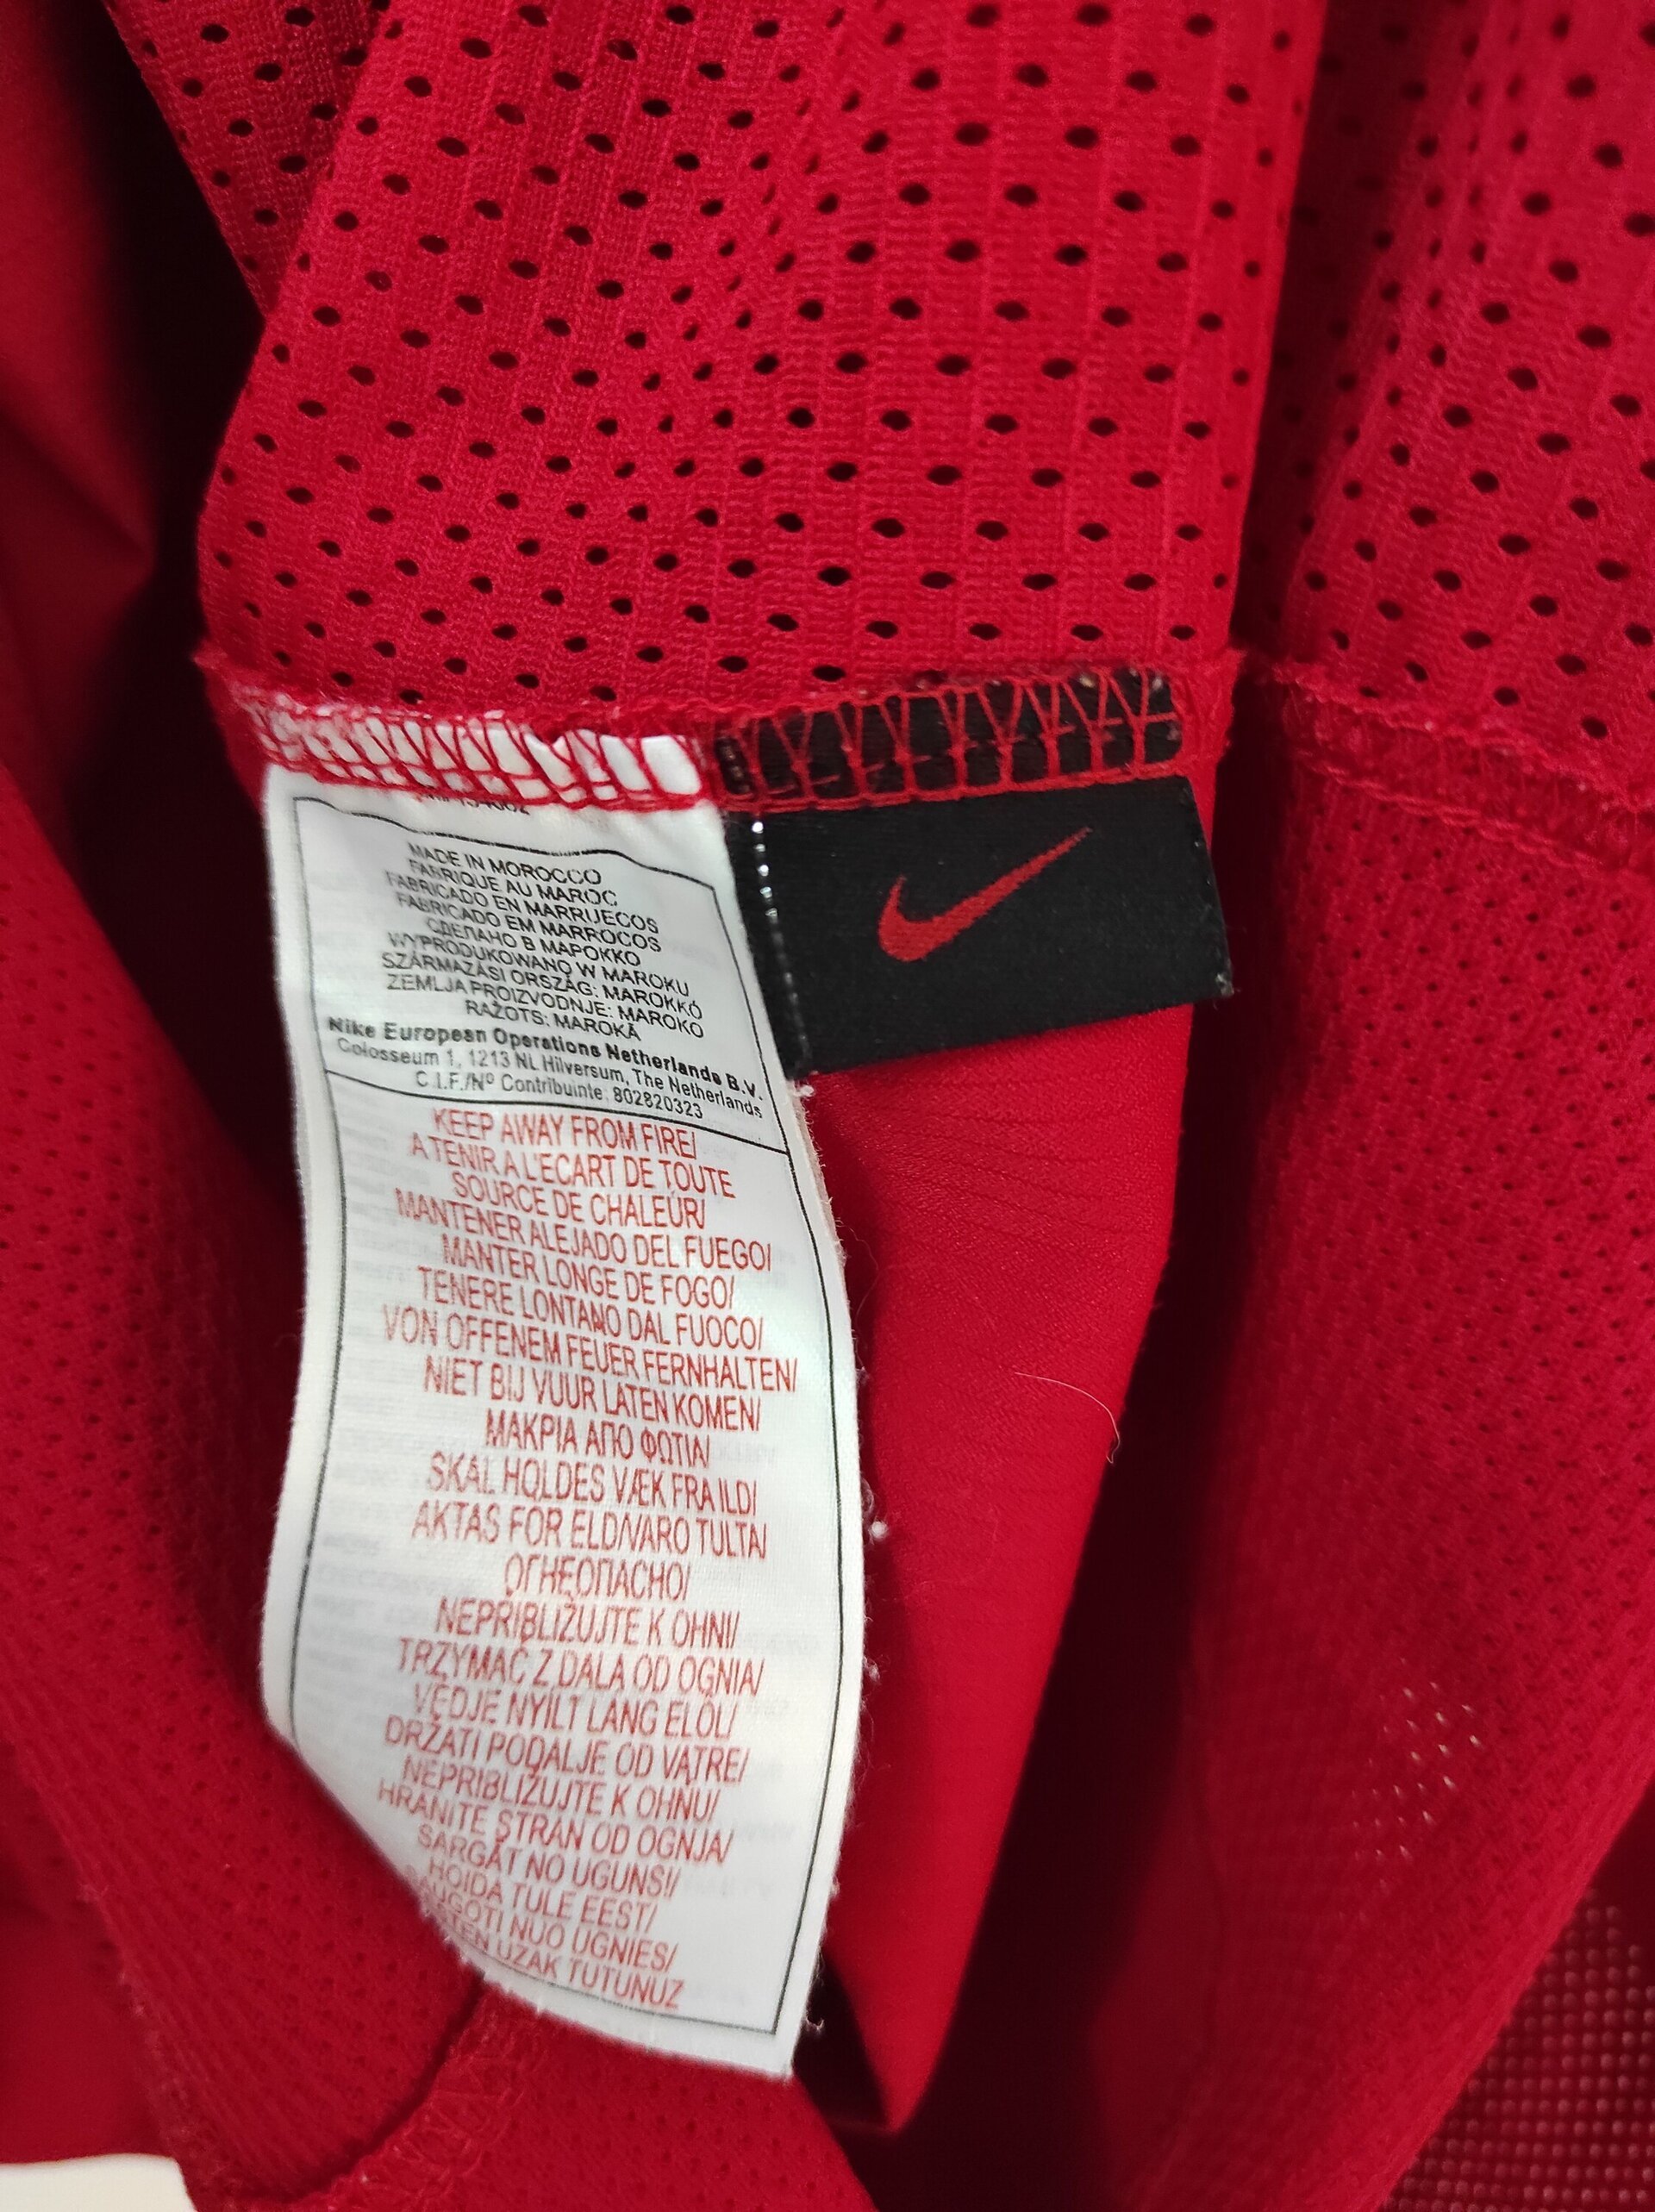 MADE IN MOROCCO
FABRIQUE AU MAROC
FABRICADO EN MARRUECOS
FABRICADO EM MARROCOS
СДЕЛАНО В МАРОККО
WYPRODUKOWANO W MAROKU
SZÁRMAZÁSI ORSZÁG: MAROKKÓ
ZEMLJA PROIZVODNJE: MAROKO
RAŽOTS: MAROKĀ
Nike European Operations Netherlands B.V.
Colosseum 1, 1213 NL Hilversum, The Netherlands
C.I.F./Nº Contribuinte: 802820323
KEEP AWAY FROM FIRE/
A TENIR A L'ECART DE TOUTE
SOURCE DE CHALEUR/
MANTENER ALEJADO DEL FUEGO/
MANTER LONGE DE FOGO/
TENERE LONTANO DAL FUOCO/
VON OFFENEM FEUER FERNHALTEN/
NIET BIJ VUUR LATEN KOMEN/
ΜΑΚΡΙΑ ΑΠΟ ΦΩΤΙΑ/
SKAL HOLDES VÆK FRA ILD/
AKTAS FOR ELD/VARO TULTA/
ОГНЕОПАСНО/
NEPRIBLIŽUJTE K OHNI/
TRZYMAĆ Z DALA OD OGNIA/
VÉDJE NYÍLT LÁNG ELŐL/
DRŽATI PODALJE OD VATRE/
NEPRIBLIŽUJTE K OHŇU/
HRANITE STRAN OD OGNJA/
SARGĀT NO UGUNS!/
HOIDA TULE EEST/
NUO UGNIES/
UZAK TUTUNUZ